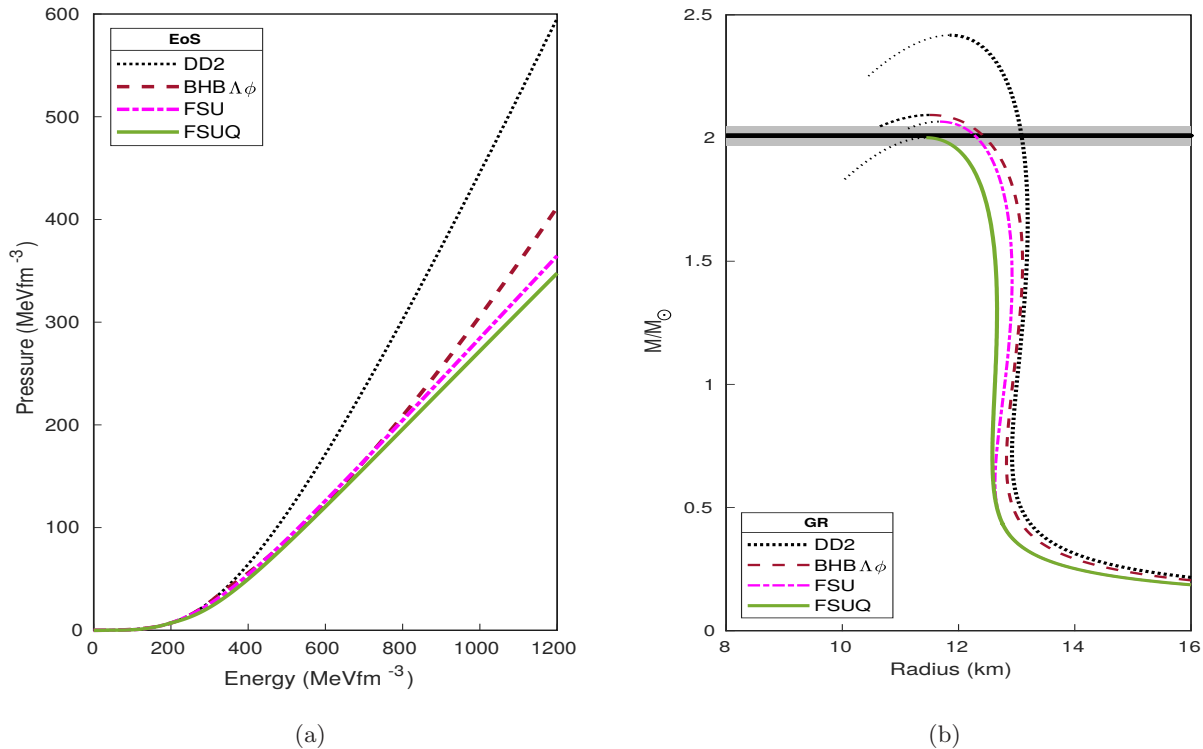 600
500
400
300
200
100
0
Pressure (MeVfm -3)
0 200 400 600 800 1000 1200
Energy (MeVfm -3)
EoS
DD2
BHB Λϕ
FSU
FSUQ
(a)
2.5
2
1.5
1
0.5
0
M/M⊙
8 10 12 14 16
Radius (km)
GR
DD2
BHB Λϕ
FSU
FSUQ
(b)